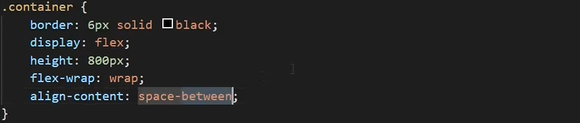 .container {
border: 6px solid black;
display: flex;
height: 800px;
flex-wrap: wrap;
align-content: space-between;
}